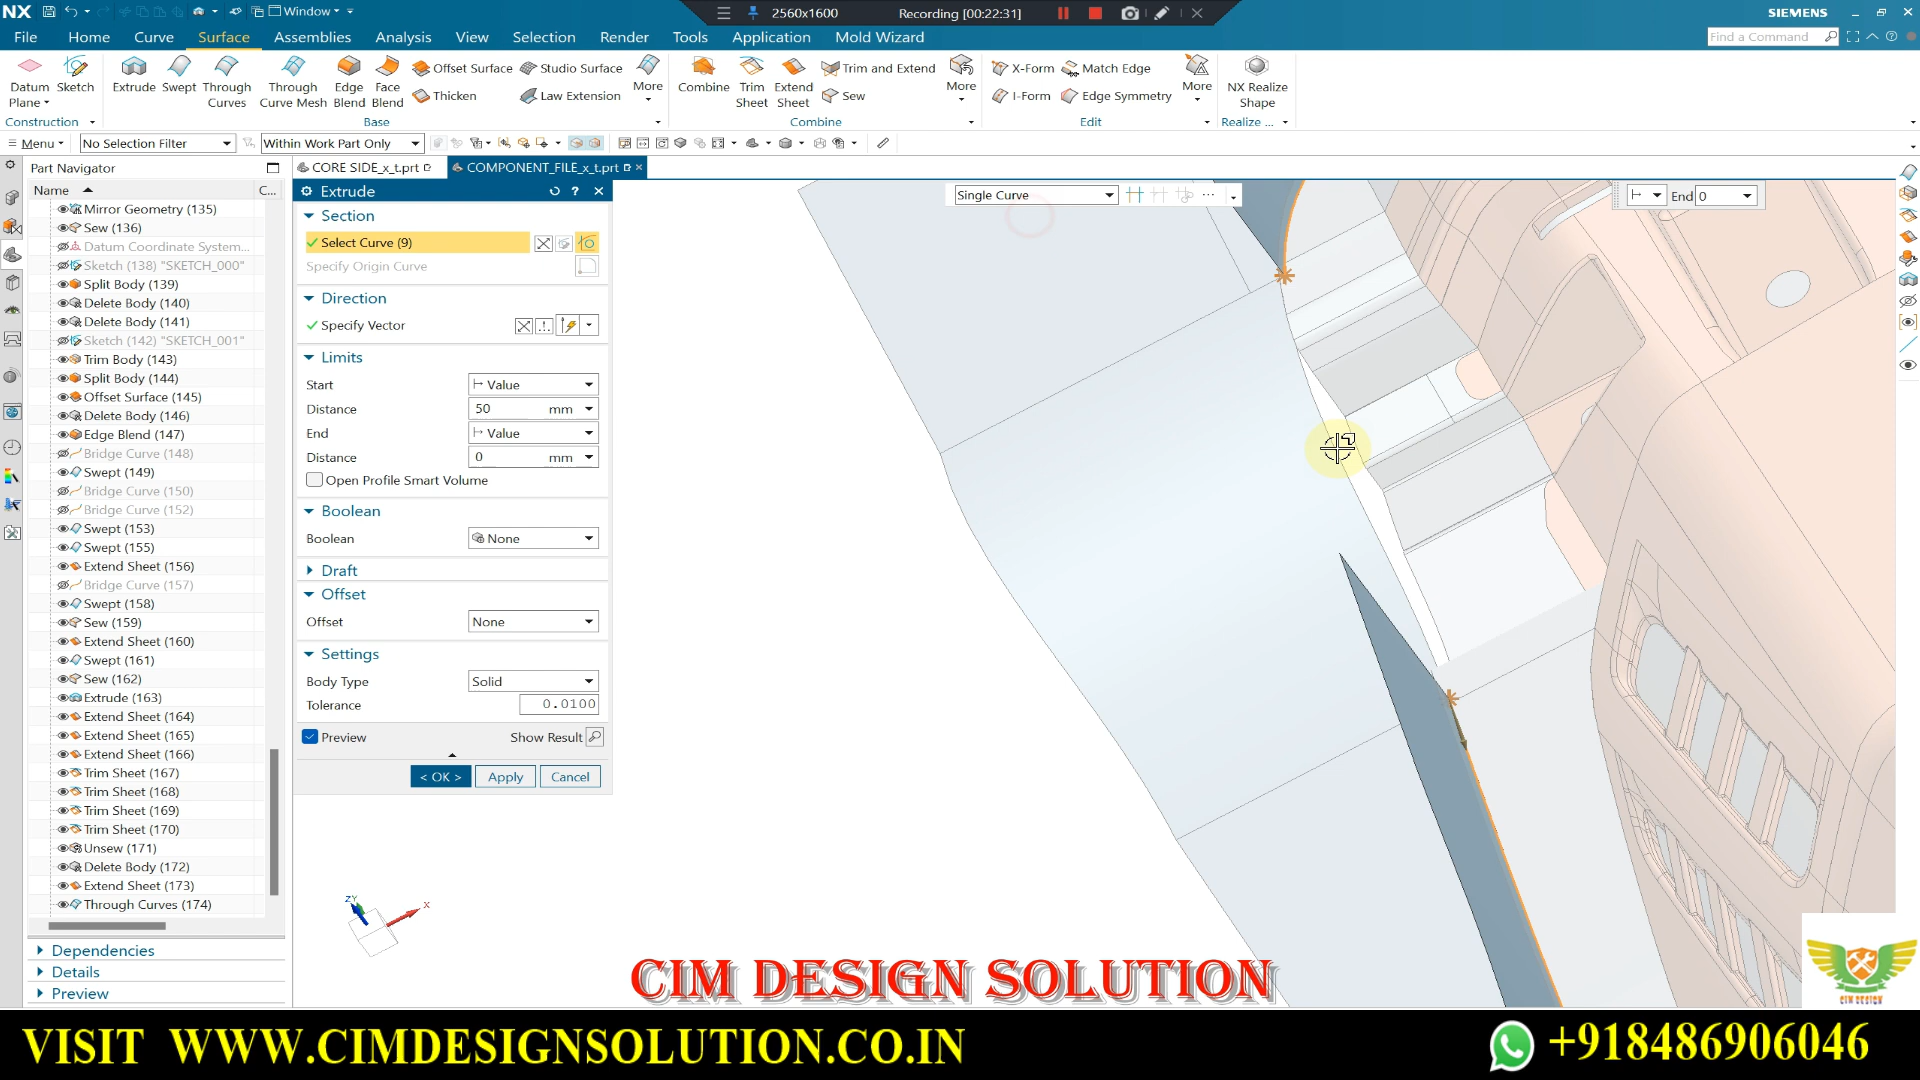 NX Window 2560x1600 Recording [00:22:31] SIEMENS
File Home Curve Surface Assemblies Analysis View Selection Render Tools Application Mold Wizard Find a Command
Datum Plane Sketch Extrude Swept Through Curves Through Curve Mesh Edge Blend Face Blend Offset Surface Thicken Studio Surface Law Extension More Combine Trim Sheet Extend Sheet Trim and Extend Sew More X-Form I-Form Match Edge Edge Symmetry More NX Realize Shape
Construction Base Combine Edit Realize ...
Menu No Selection Filter Within Work Part Only
Part Navigator CORE SIDE_x_t.prt COMPONENT_FILE_x_t.prt
Name C...
Mirror Geometry (135)
Sew (136)
Datum Coordinate System...
Sketch (138) "SKETCH_000"
Split Body (139)
Delete Body (140)
Delete Body (141)
Sketch (142) "SKETCH_001"
Trim Body (143)
Split Body (144)
Offset Surface (145)
Delete Body (146)
Edge Blend (147)
Bridge Curve (148)
Swept (149)
Bridge Curve (150)
Bridge Curve (152)
Swept (153)
Swept (155)
Extend Sheet (156)
Bridge Curve (157)
Swept (158)
Sew (159)
Extend Sheet (160)
Swept (161)
Sew (162)
Extrude (163)
Extend Sheet (164)
Extend Sheet (165)
Extend Sheet (166)
Trim Sheet (167)
Trim Sheet (168)
Trim Sheet (169)
Trim Sheet (170)
Unsew (171)
Delete Body (172)
Extend Sheet (173)
Through Curves (174)
Dependencies
Details
Preview
Extrude
Section
Select Curve (9)
Specify Origin Curve
Direction
Specify Vector
Limits
Start Value
Distance 50 mm
End Value
Distance 0 mm
Open Profile Smart Volume
Boolean
Boolean None
Draft
Offset
Offset None
Settings
Body Type Solid
Tolerance 0.0100
Preview Show Result
< OK > Apply Cancel
Single Curve
End 0
X
CIM DESIGN SOLUTION
CIM DESIGN
VISIT WWW.CIMDESIGNSOLUTION.CO.IN
+918486906046